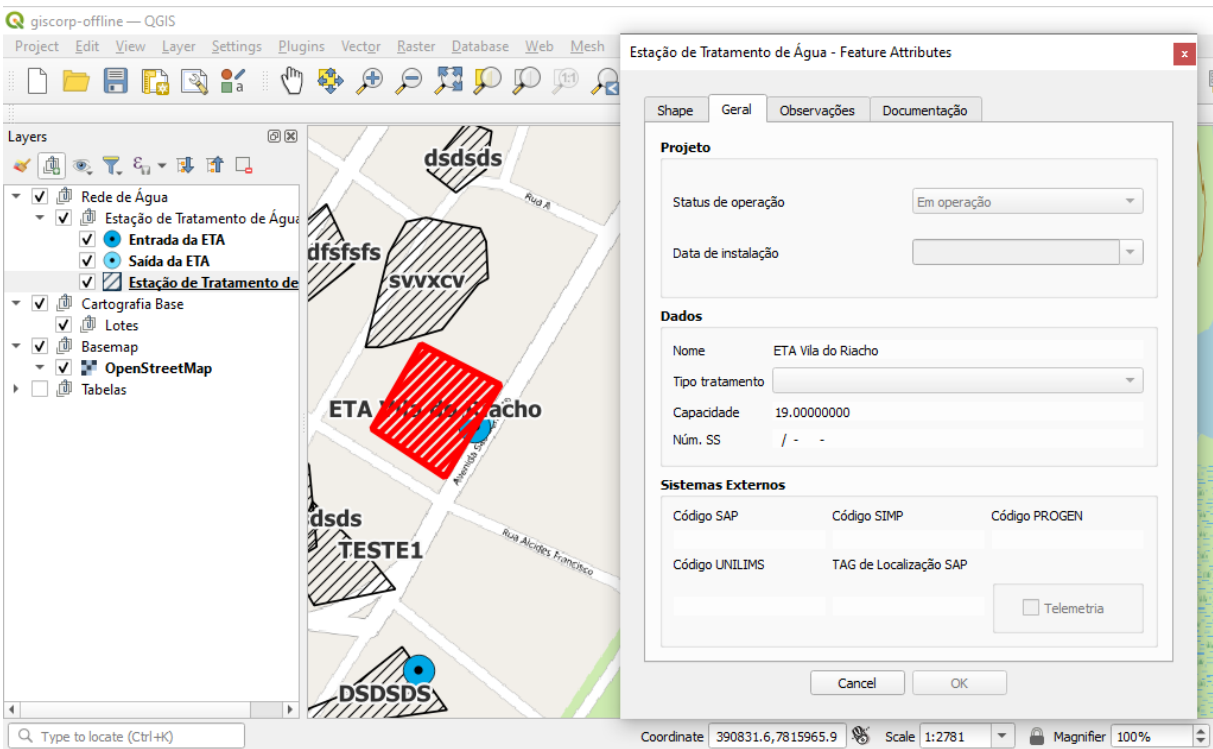 giscorp-offline — QGIS
Project Edit View Layer Settings Plugins Vector Raster Database Web Mesh
Layers
Rede de Água
Estação de Tratamento de Água
Entrada da ETA
Saída da ETA
Estação de Tratamento de
Cartografia Base
Lotes
Basemap
OpenStreetMap
Tabelas
dsdsds
Rua A
dfsfsfs
SVVXCV
ETA Vila do Riacho
dsds
TESTE1
Rua Alcides Francisco
DSDSDS
Estação de Tratamento de Água - Feature Attributes
Shape Geral Observações Documentação
Projeto
Status de operação Em operação
Data de instalação
Dados
Nome ETA Vila do Riacho
Tipo tratamento
Capacidade 19.00000000
Núm. SS / - -
Sistemas Externos
Código SAP Código SIMP Código PROGEN
Código UNILIMS TAG de Localização SAP
Telemetria
Cancel OK
Type to locate (Ctrl+K) Coordinate 390831.6,7815965.9 Scale 1:2781 Magnifier 100%